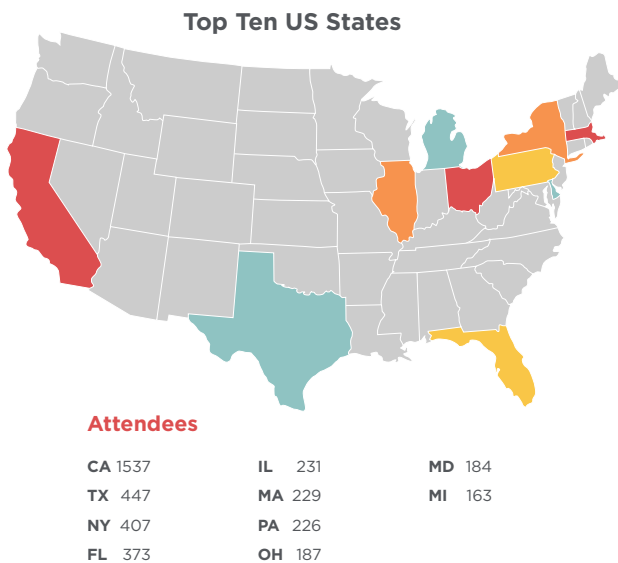 Top Ten US States
Attendees
CA 1537
TX 447
NY 407
FL 373
IL 231
MA 229
PA 226
OH 187
MD 184
MI 163